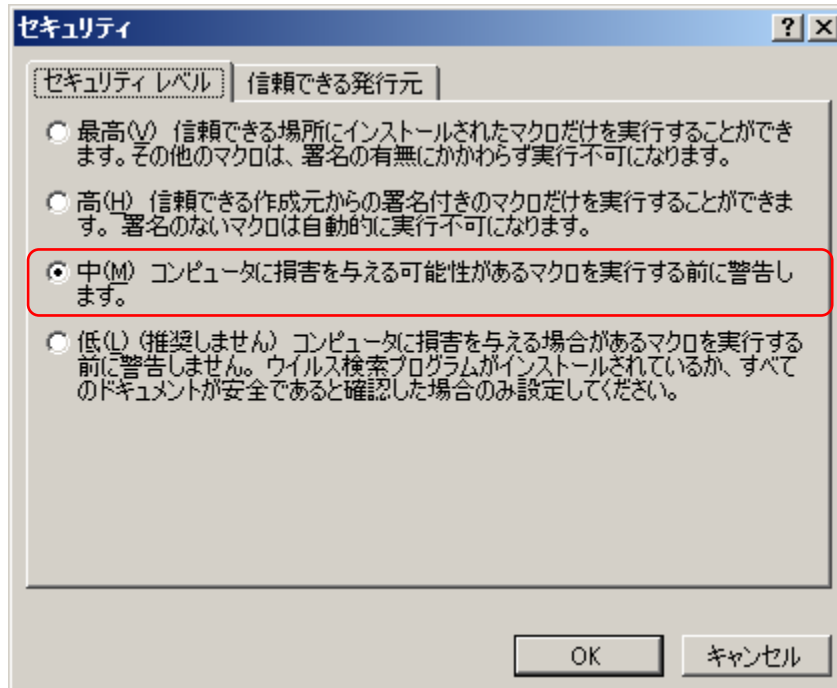 セキュリティ
セキュリティ レベル 信頼できる発行元
最高(V) 信頼できる場所にインストールされたマクロだけを実行することができ
ます。その他のマクロは、署名の有無にかかわらず実行不可になります。
高(H) 信頼できる作成元からの署名付きのマクロだけを実行することができま
す。 署名のないマクロは自動的に実行不可になります。
中(M) コンピュータに損害を与える可能性があるマクロを実行する前に警告し
ます。
低(L) (推奨しません) コンピュータに損害を与える場合があるマクロを実行する
前に警告しません。ウイルス検索プログラムがインストールされているか、すべて
のドキュメントが安全であると確認した場合のみ設定してください。
OK キャンセル